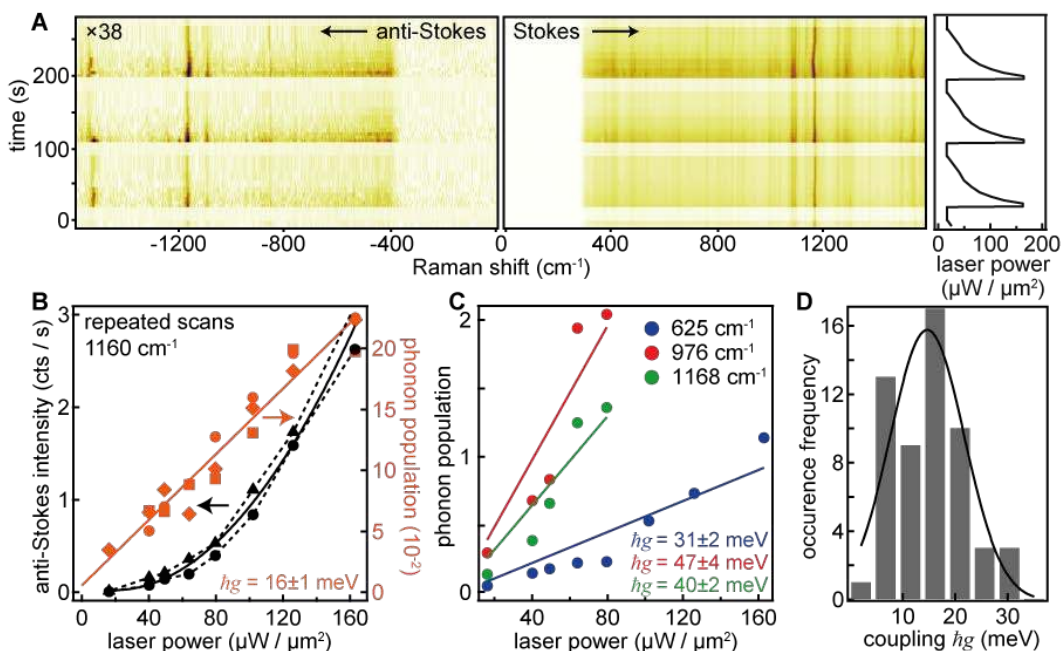 A
×38
anti-Stokes
Stokes
time (s)
200
100
0
-1200
-800
-400
0
400
800
1200
Raman shift (cm⁻¹)
0
100
200
laser power
(µW / µm²)
B
repeated scans
1160 cm⁻¹
anti-Stokes intensity (cts / s)
3
2
1
0
phonon population (10⁻²)
20
15
10
5
0
ħg = 16±1 meV
0
40
80
120
160
laser power (µW / µm²)
C
phonon population
2
1
0
625 cm⁻¹
976 cm⁻¹
1168 cm⁻¹
ħg = 31±2 meV
ħg = 47±4 meV
ħg = 40±2 meV
0
40
80
120
160
laser power (µW / µm²)
D
occurence frequency
16
12
8
4
0
10
20
30
coupling ħg (meV)